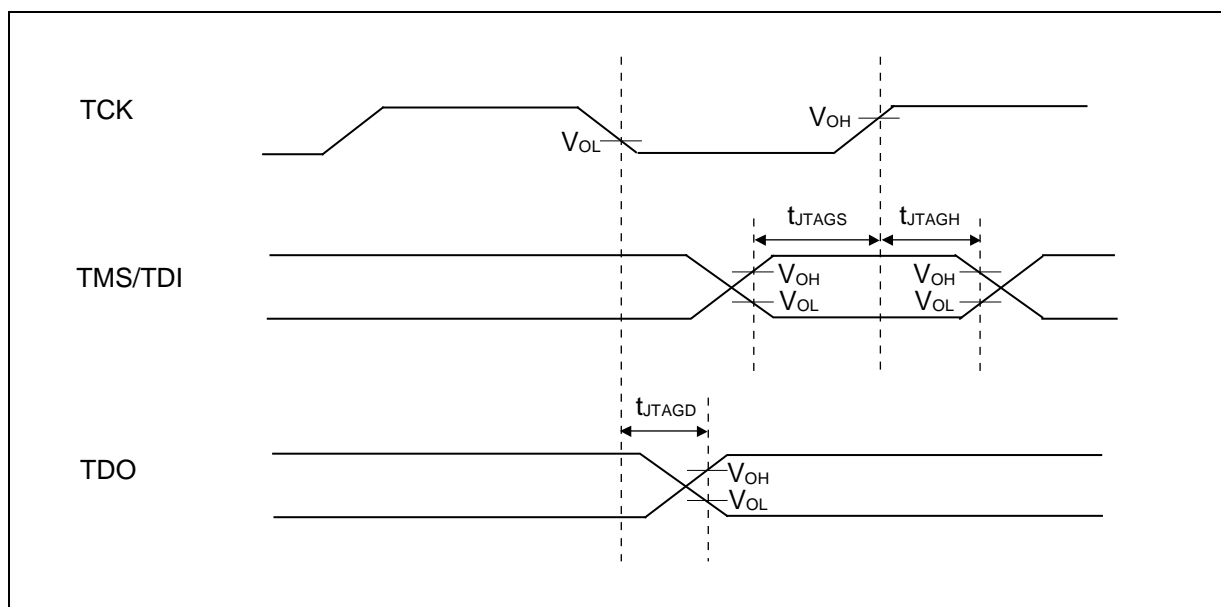 TCK
VOL
VOH
tJTAGS
tJTAGH
TMS/TDI
VOH
VOL
VOH
VOL
tJTAGD
TDO
VOH
VOL